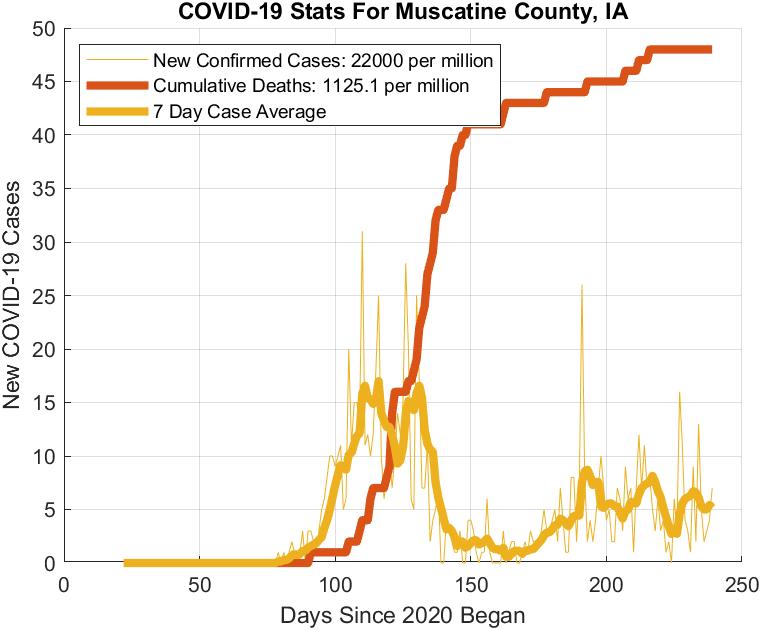 COVID-19 Stats For Muscatine County, IA
50
45
40
35
30
25
20
15
10
5
0
New COVID-19 Cases
New Confirmed Cases: 22000 per million
Cumulative Deaths: 1125.1 per million
7 Day Case Average
0 50 100 150 200 250
Days Since 2020 Began